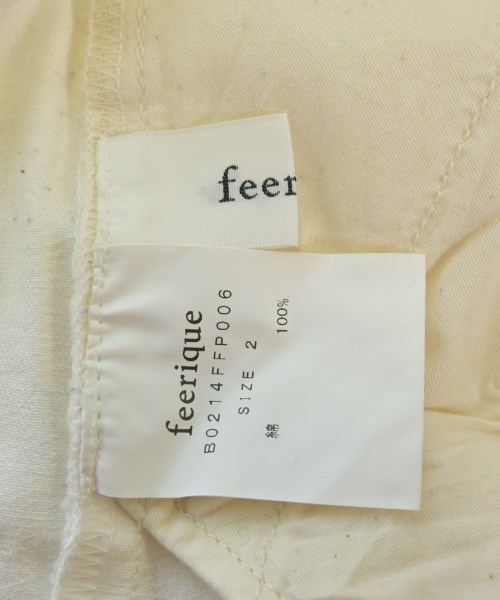 feer
feerique
B0214FFP006
SIZE 2
綿 100%